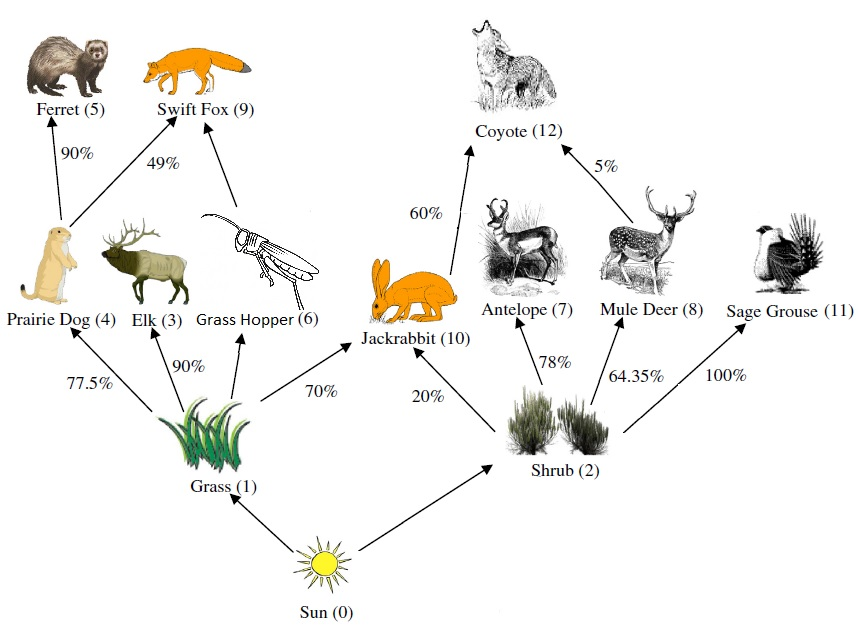 Ferret (5)
Swift Fox (9)
Coyote (12)
90%
49%
5%
60%
Prairie Dog (4)
Elk (3)
Grass Hopper (6)
Jackrabbit (10)
Antelope (7)
Mule Deer (8)
Sage Grouse (11)
77.5%
90%
70%
20%
78%
64.35%
100%
Grass (1)
Shrub (2)
Sun (0)